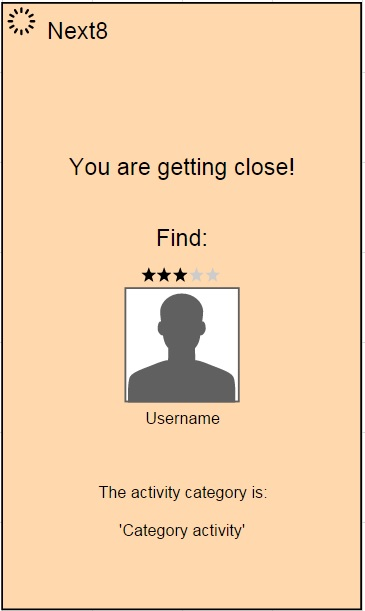 Next8
You are getting close!
Find:
Username
The activity category is:
'Category activity'